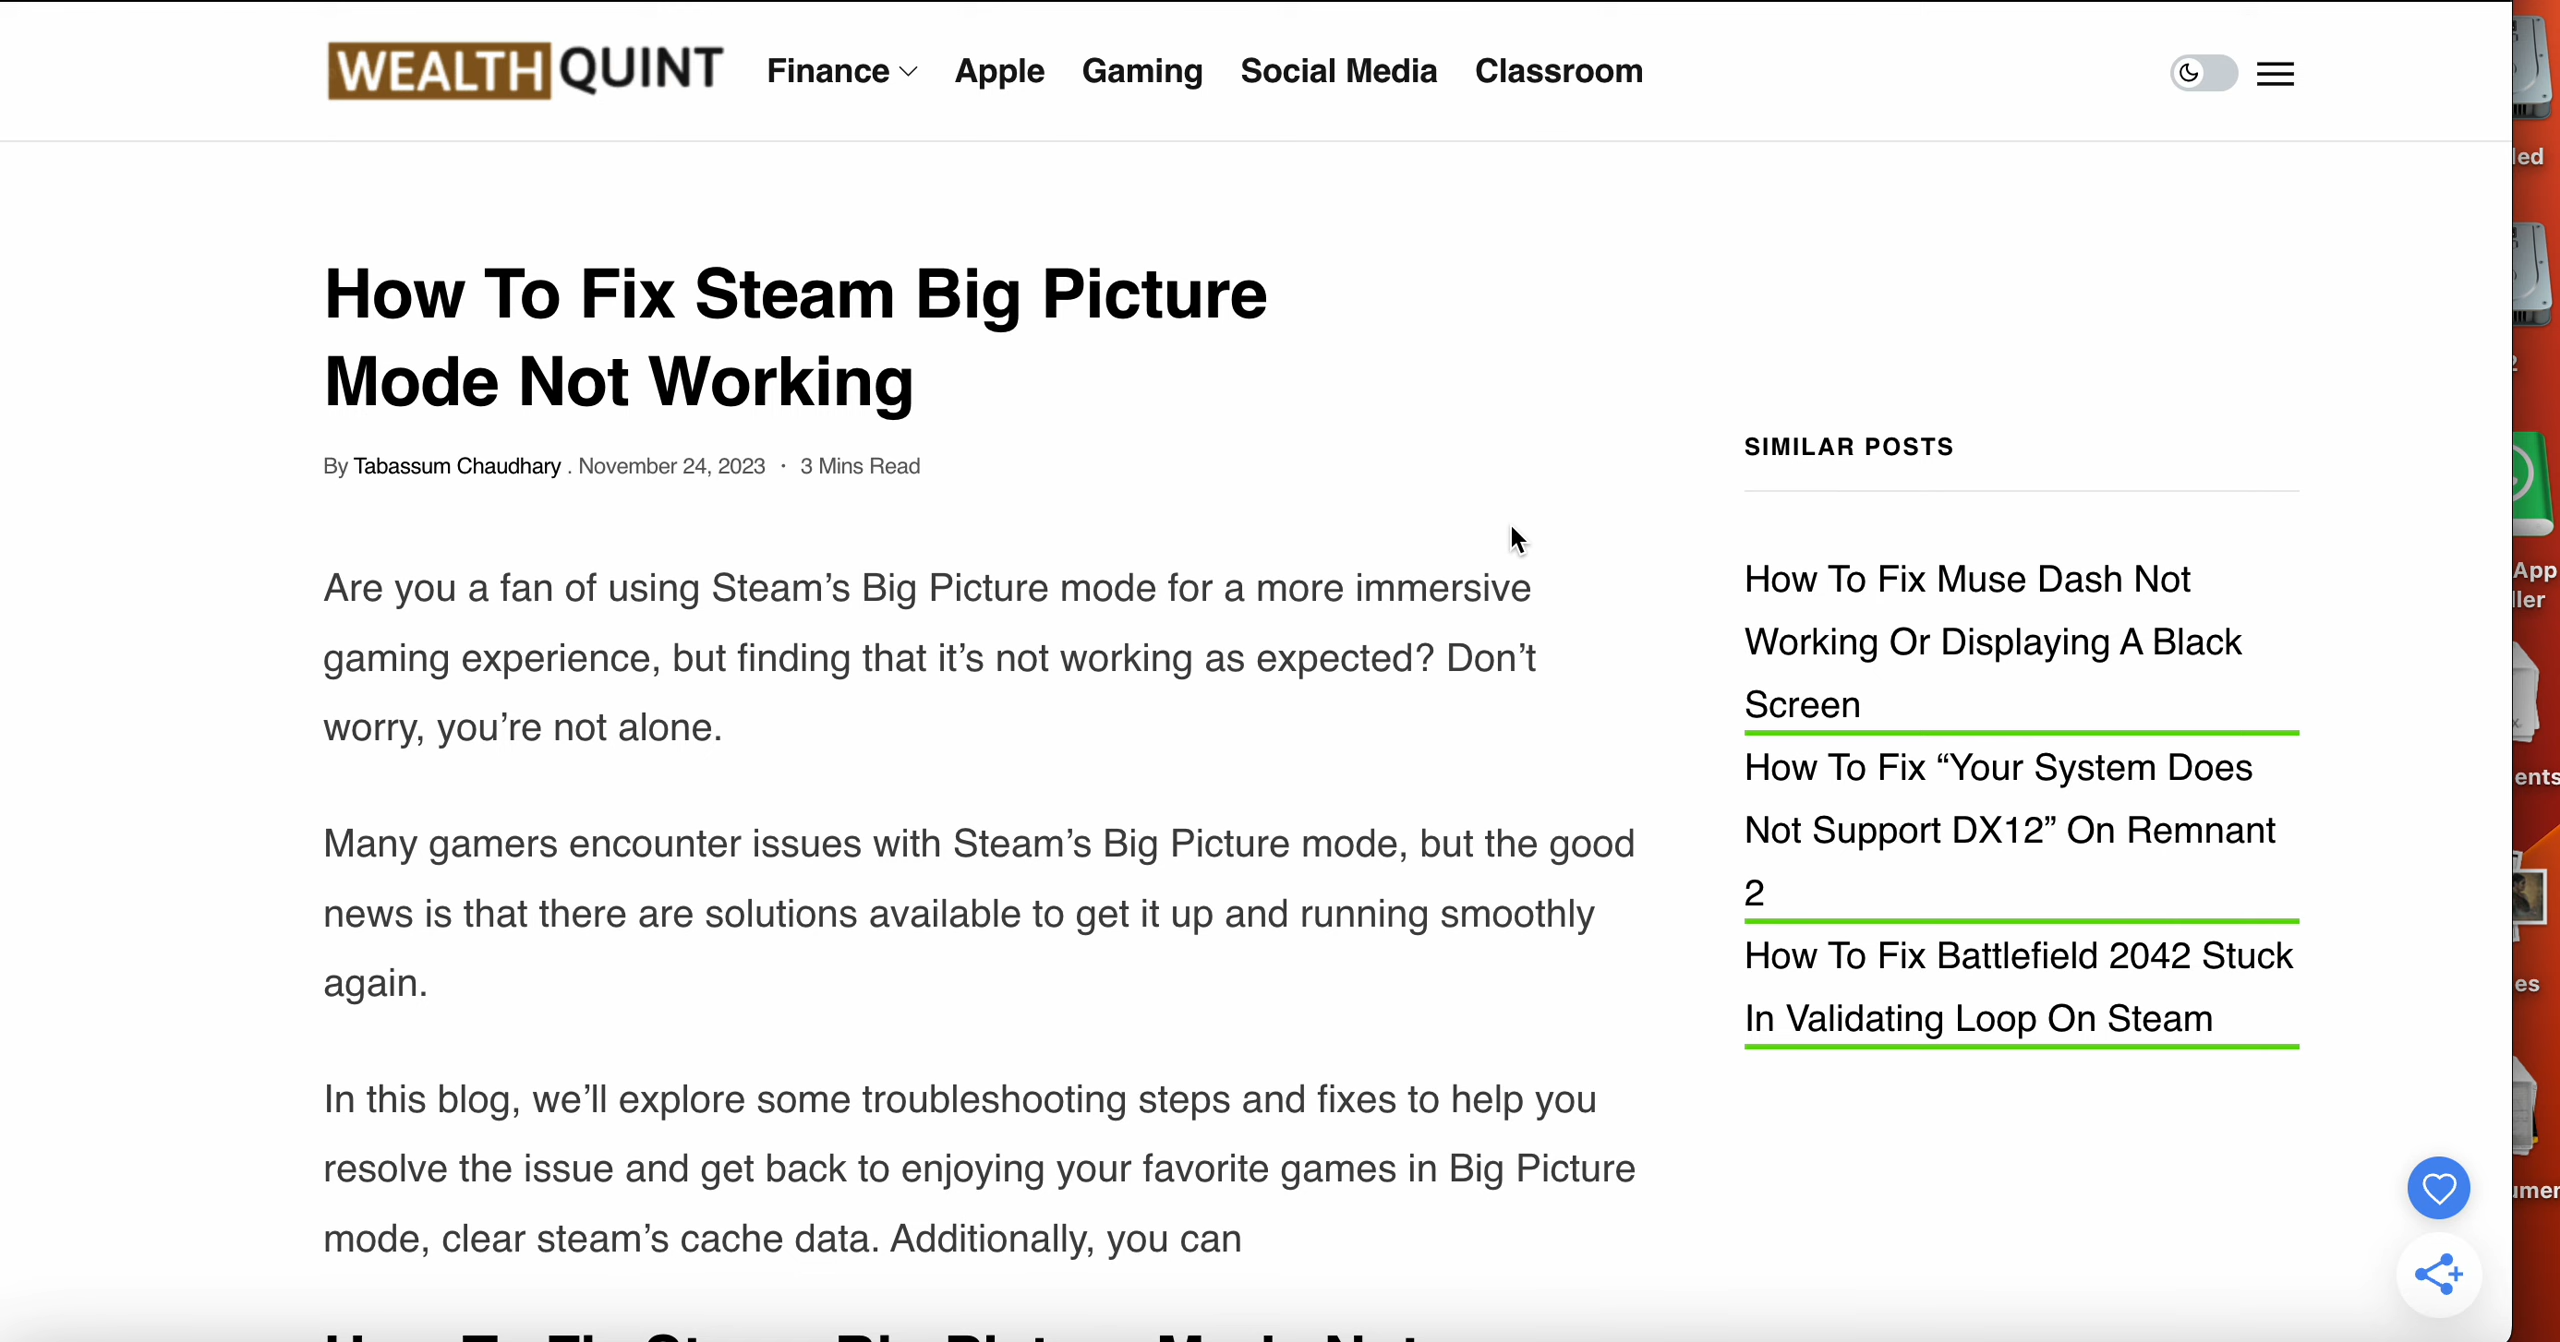 WEALTH QUINT
Finance Apple Gaming Social Media Classroom
How To Fix Steam Big Picture
Mode Not Working
By Tabassum Chaudhary . November 24, 2023 · 3 Mins Read
Are you a fan of using Steam’s Big Picture mode for a more immersive
gaming experience, but finding that it’s not working as expected? Don’t
worry, you’re not alone.
Many gamers encounter issues with Steam’s Big Picture mode, but the good
news is that there are solutions available to get it up and running smoothly
again.
In this blog, we’ll explore some troubleshooting steps and fixes to help you
resolve the issue and get back to enjoying your favorite games in Big Picture
mode, clear steam’s cache data. Additionally, you can
SIMILAR POSTS
How To Fix Muse Dash Not
Working Or Displaying A Black
Screen
How To Fix “Your System Does
Not Support DX12” On Remnant
2
How To Fix Battlefield 2042 Stuck
In Validating Loop On Steam
App